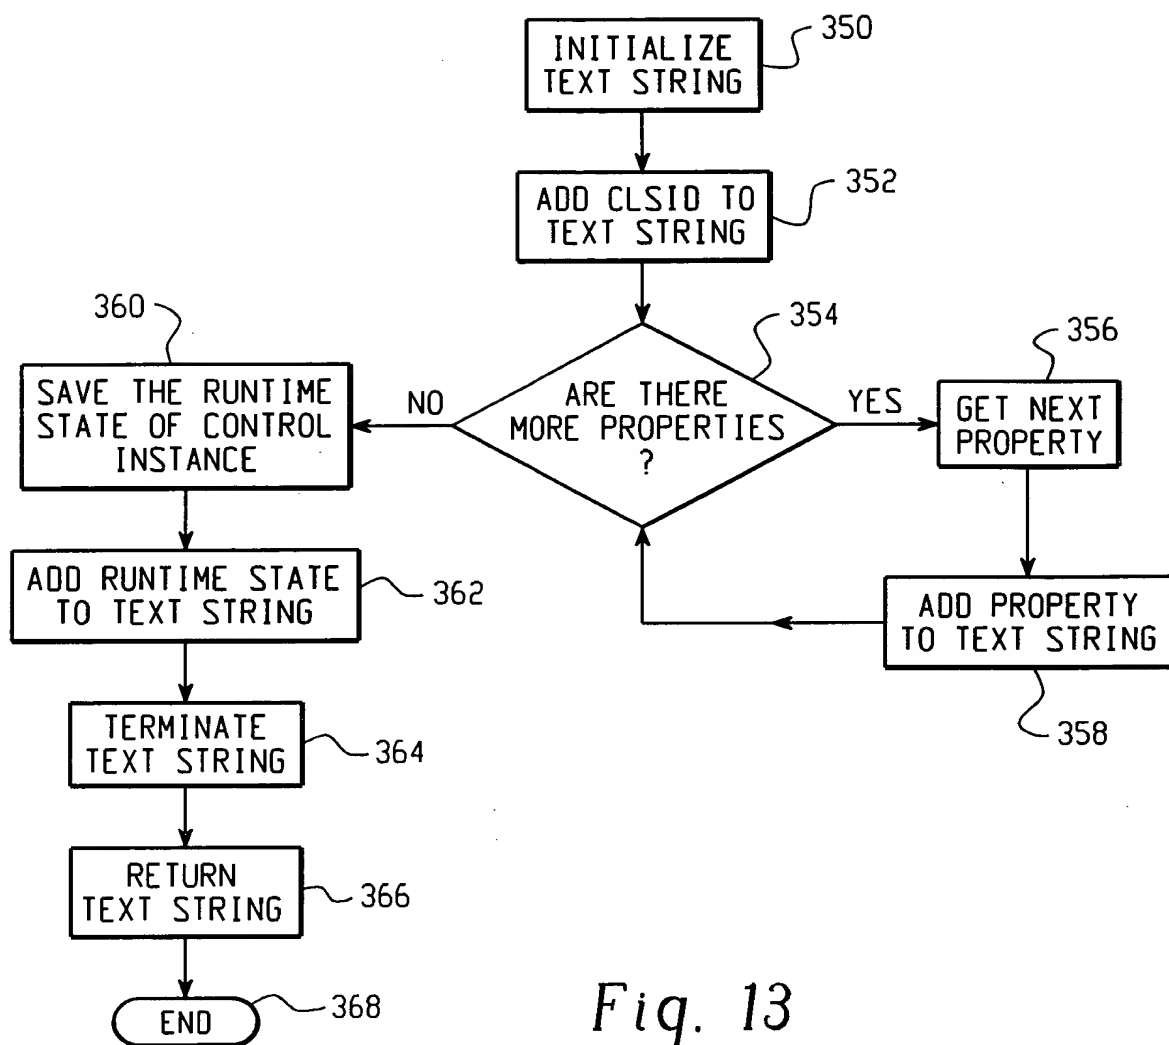 350
INITIALIZE
TEXT STRING
352
ADD CLSID TO
TEXT STRING
354
ARE THERE
MORE PROPERTIES
?
YES
356
GET NEXT
PROPERTY
ADD PROPERTY
TO TEXT STRING
358
NO
360
SAVE THE RUNTIME
STATE OF CONTROL
INSTANCE
ADD RUNTIME STATE
TO TEXT STRING
362
TERMINATE
TEXT STRING
364
RETURN
TEXT STRING
366
END
368
Fig. 13